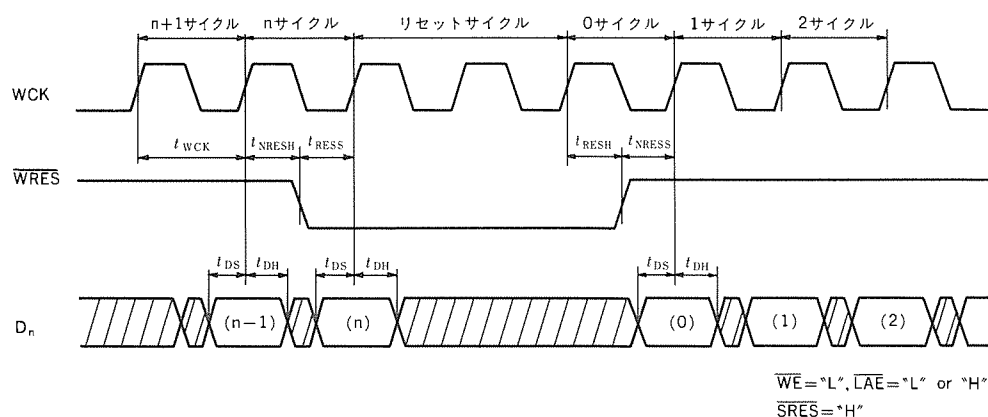 n+1サイクル nサイクル リセットサイクル 0サイクル 1サイクル 2サイクル
WCK
tWCK tNRESH tRESS tRESH tNRESS
WRES
tDS tDH tDS tDH tDS tDH
Dn (n−1) (n) (0) (1) (2)
WE="L", LAE="L" or "H"
SRES="H"